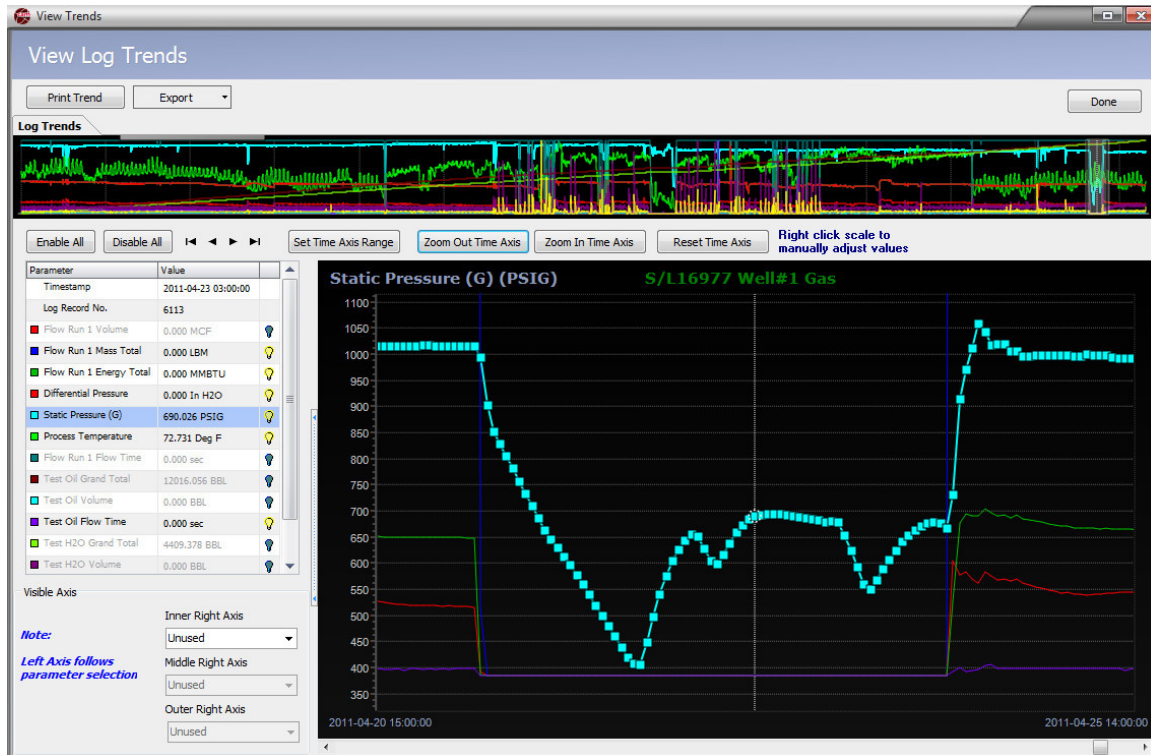 View Trends
View Log Trends
Print Trend
Export
Done
Log Trends
Enable All
Disable All
Set Time Axis Range
Zoom Out Time Axis
Zoom In Time Axis
Reset Time Axis
Right click scale to
manually adjust values
Parameter Value
Timestamp 2011-04-23 03:00:00
Log Record No. 6113
Flow Run 1 Volume 0.000 MCF
Flow Run 1 Mass Total 0.000 LBM
Flow Run 1 Energy Total 0.000 MMBTU
Differential Pressure 0.000 In H2O
Static Pressure (G) 690.026 PSIG
Process Temperature 72.731 Deg F
Flow Run 1 Flow Time 0.000 sec
Test Oil Grand Total 12016.056 BBL
Test Oil Volume 0.000 BBL
Test Oil Flow Time 0.000 sec
Test H2O Grand Total 4409.378 BBL
Test H2O Volume 0.000 BBL
Visible Axis
Note:
Left Axis follows
parameter selection
Inner Right Axis
Unused
Middle Right Axis
Unused
Outer Right Axis
Unused
Static Pressure (G) (PSIG) S/L16977 Well#1 Gas
1100
1050
1000
950
900
850
800
750
700
650
600
550
500
450
400
350
2011-04-20 15:00:00 2011-04-25 14:00:00